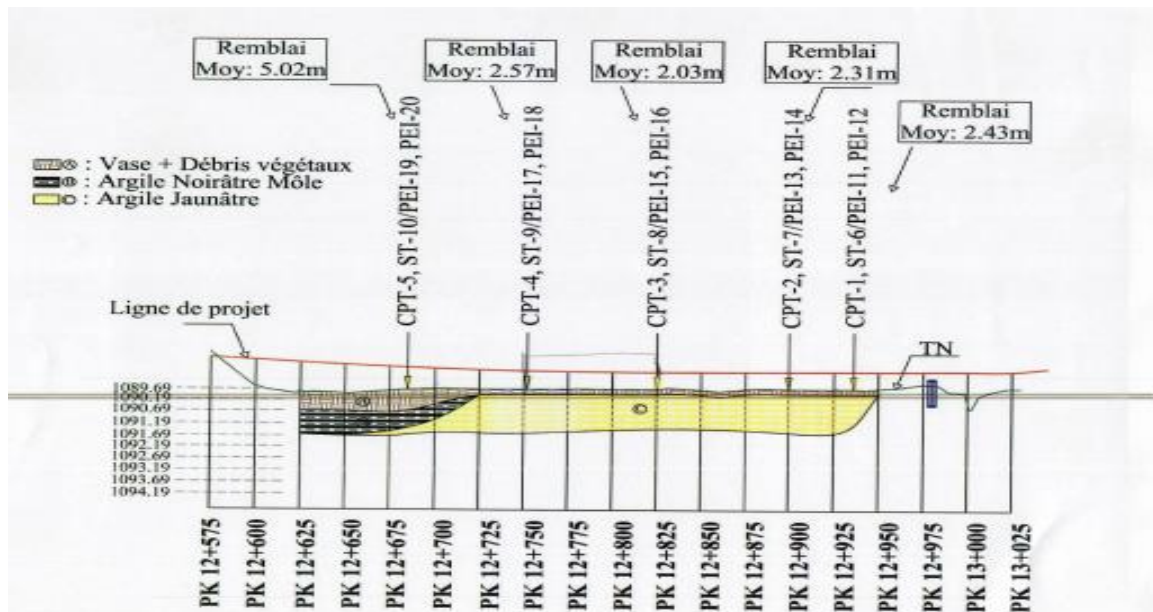 Remblai
Moy: 5.02m
Remblai
Moy: 2.57m
Remblai
Moy: 2.03m
Remblai
Moy: 2.31m
Remblai
Moy: 2.43m
: Vase + Débris végétaux
: Argile Noirâtre Môle
: Argile Jaunâtre
CPT-5, ST-10/PEI-19, PEI-20
CPT-4, ST-9/PEI-17, PEI-18
CPT-3, ST-8/PEI-15, PEI-16
CPT-2, ST-7/PEI-13, PEI-14
CPT-1, ST-6/PEI-11, PEI-12
Ligne de projet
TN
1089.69
1090.19
1090.69
1091.19
1091.69
1092.19
1092.69
1093.19
1093.69
1094.19
PK 12+575
PK 12+600
PK 12+625
PK 12+650
PK 12+675
PK 12+700
PK 12+725
PK 12+750
PK 12+775
PK 12+800
PK 12+825
PK 12+850
PK 12+875
PK 12+900
PK 12+925
PK 12+950
PK 12+975
PK 13+000
PK 13+025